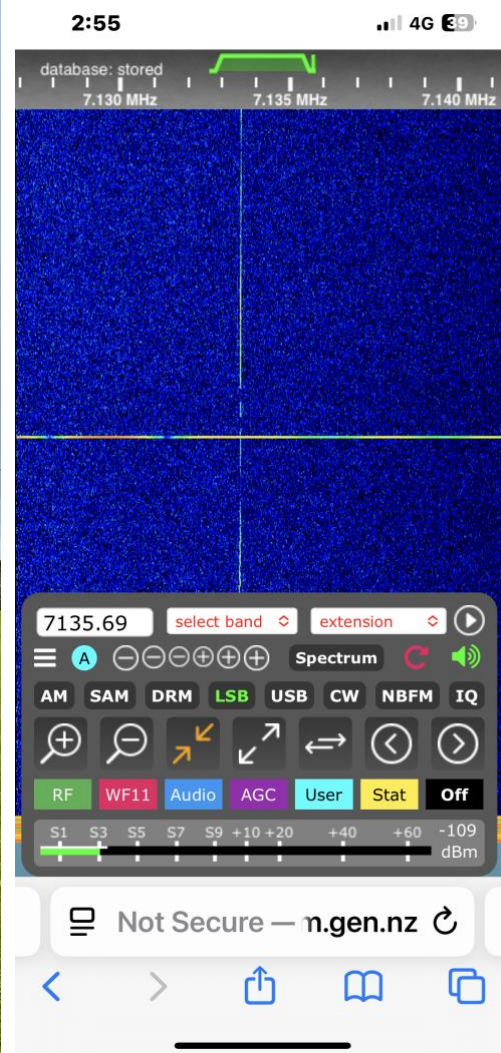 2:55 4G 39
database: stored
7.130 MHz 7.135 MHz 7.140 MHz
7135.69 select band extension
A Spectrum
AM SAM DRM LSB USB CW NBFM IQ
RF WF11 Audio AGC User Stat Off
S1 S3 S5 S7 S9 +10 +20 +40 +60 -109
dBm
Not Secure — m.gen.nz